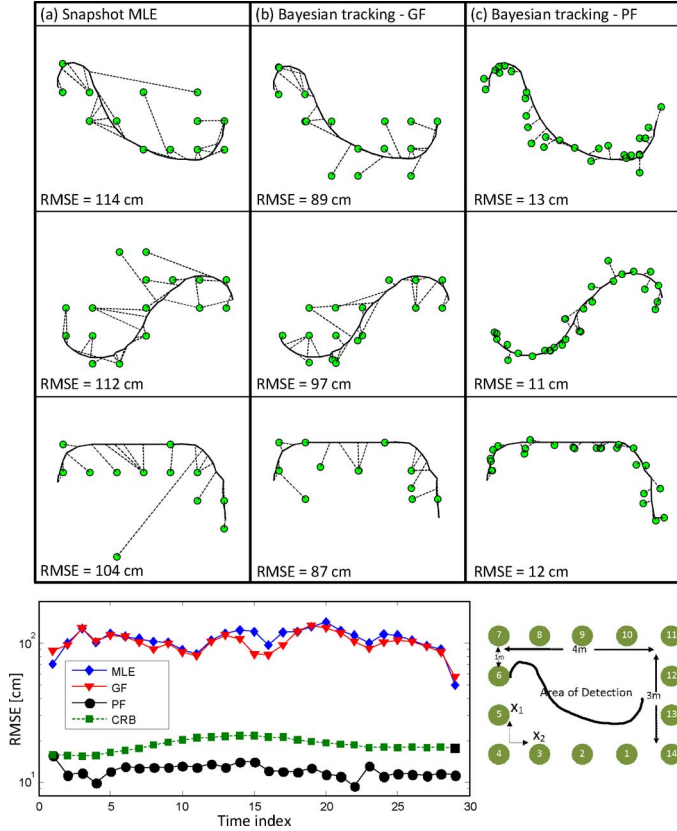 (a) Snapshot MLE
(b) Bayesian tracking - GF
(c) Bayesian tracking - PF
RMSE = 114 cm
RMSE = 89 cm
RMSE = 13 cm
RMSE = 112 cm
RMSE = 97 cm
RMSE = 11 cm
RMSE = 104 cm
RMSE = 87 cm
RMSE = 12 cm
RMSE [cm]
10²
10¹
MLE
GF
PF
CRB
0 5 10 15 20 25 30
Time index
7 8 9 10 11
4m
1m
6 12
Area of Detection
3m
5 13
X₁
X₂
4 3 2 1 14